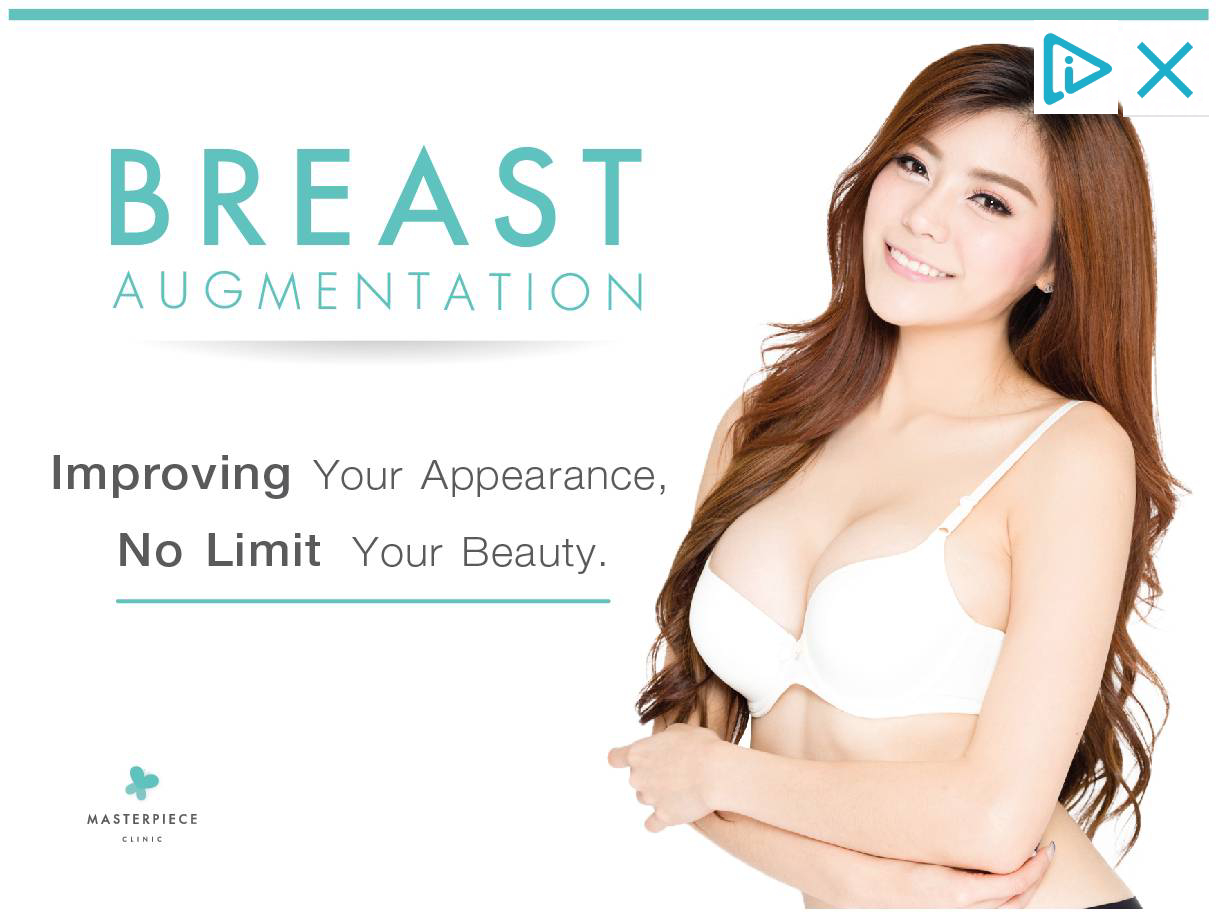 BREAST
AUGMENTATION
Improving Your Appearance,
No Limit Your Beauty.
MASTERPIECE
CLINIC